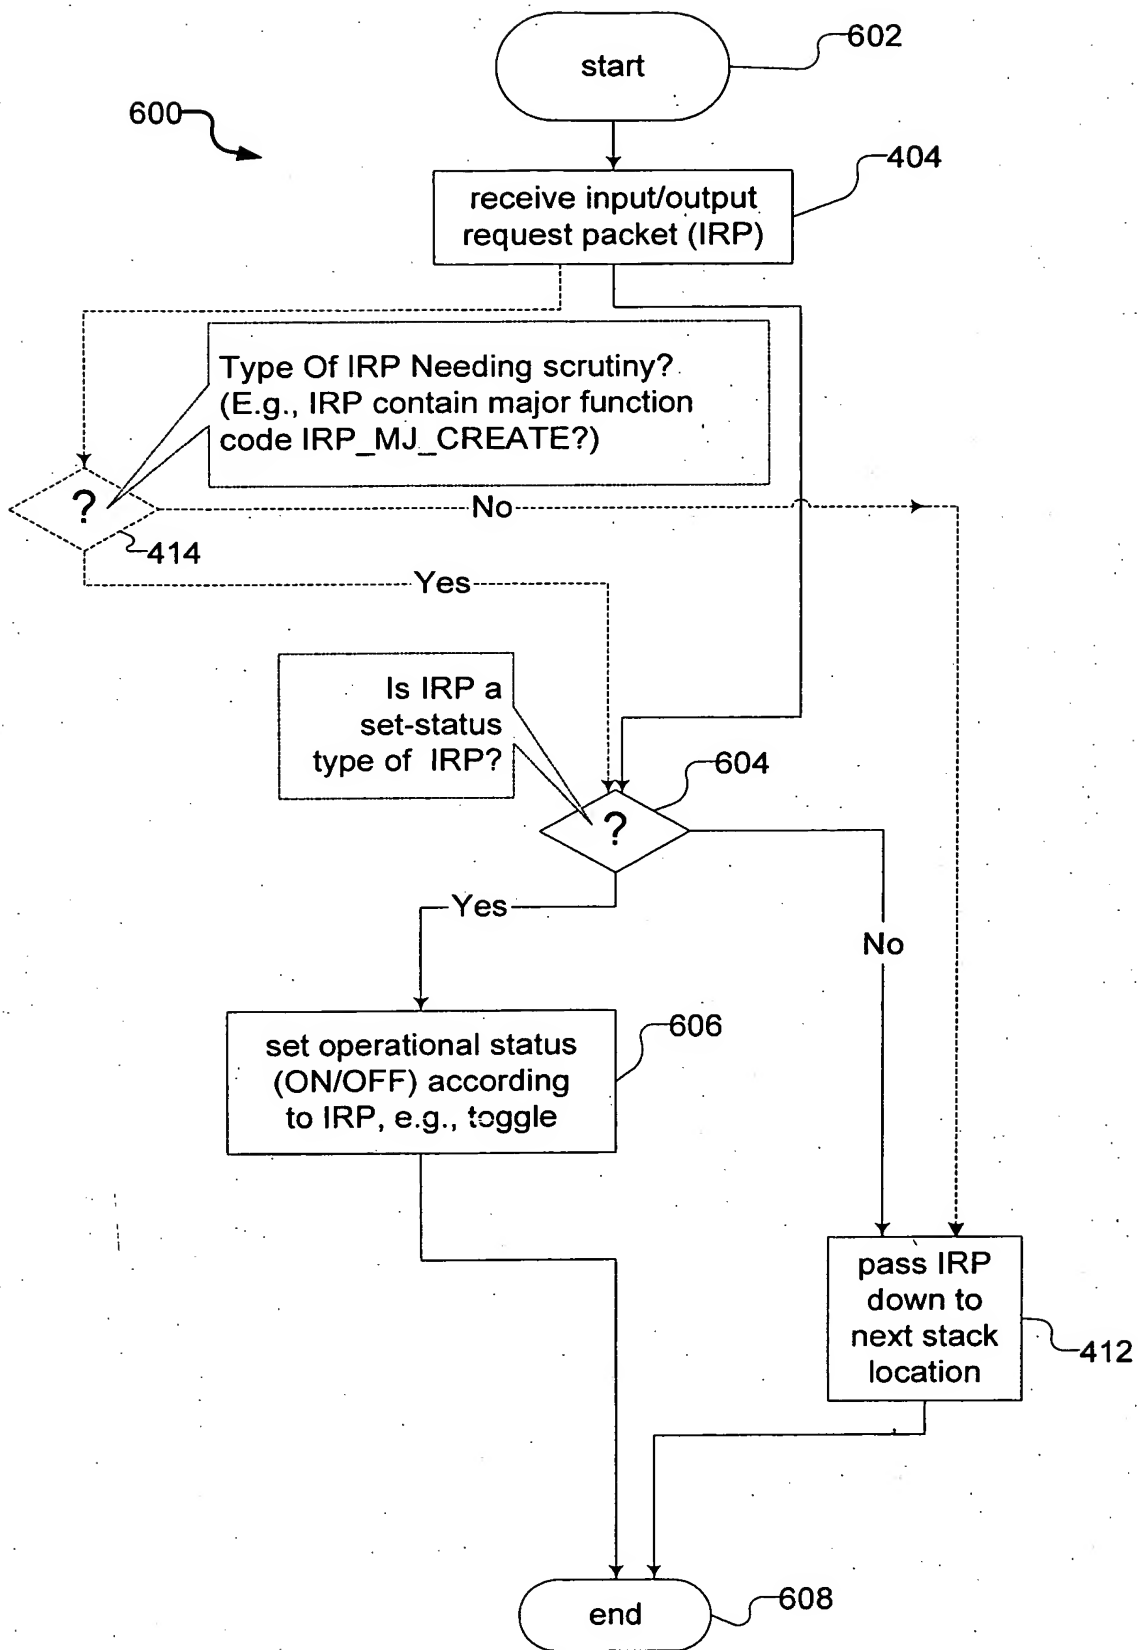 start
602
600
receive input/output
request packet (IRP)
404
Type Of IRP Needing scrutiny?
(E.g., IRP contain major function
code IRP_MJ_CREATE?)
?
No
414
Yes
Is IRP a
set-status
type of IRP?
604
?
Yes
No
set operational status
(ON/OFF) according
to IRP, e.g., toggle
606
pass IRP
down to
next stack
location
412
end
608